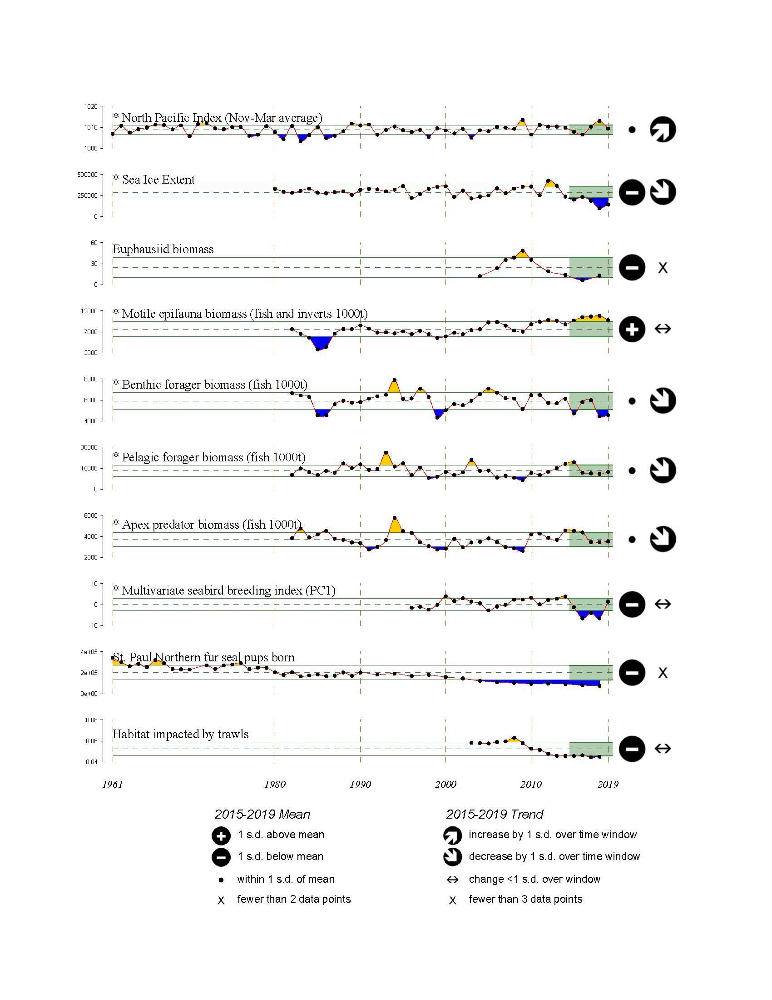 1020
* North Pacific Index (Nov-Mar average)
1010
1000
500000
* Sea Ice Extent
250000
0
60
Euphausiid biomass
30
X
0
12000
* Motile epifauna biomass (fish and inverts 1000t)
7000
2000
8000
* Benthic forager biomass (fish 1000t)
6000
4000
30000
* Pelagic forager biomass (fish 1000t)
15000
0
6000
* Apex predator biomass (fish 1000t)
4000
2000
10
* Multivariate seabird breeding index (PC1)
0
-10
4e+05
St. Paul Northern fur seal pups born
2e+05
X
0e+00
0.08
Habitat impacted by trawls
0.06
0.04
1961 1980 1990 2000 2010 2019
2015-2019 Mean
1 s.d. above mean
1 s.d. below mean
within 1 s.d. of mean
X fewer than 2 data points
2015-2019 Trend
increase by 1 s.d. over time window
decrease by 1 s.d. over time window
change <1 s.d. over window
X fewer than 3 data points